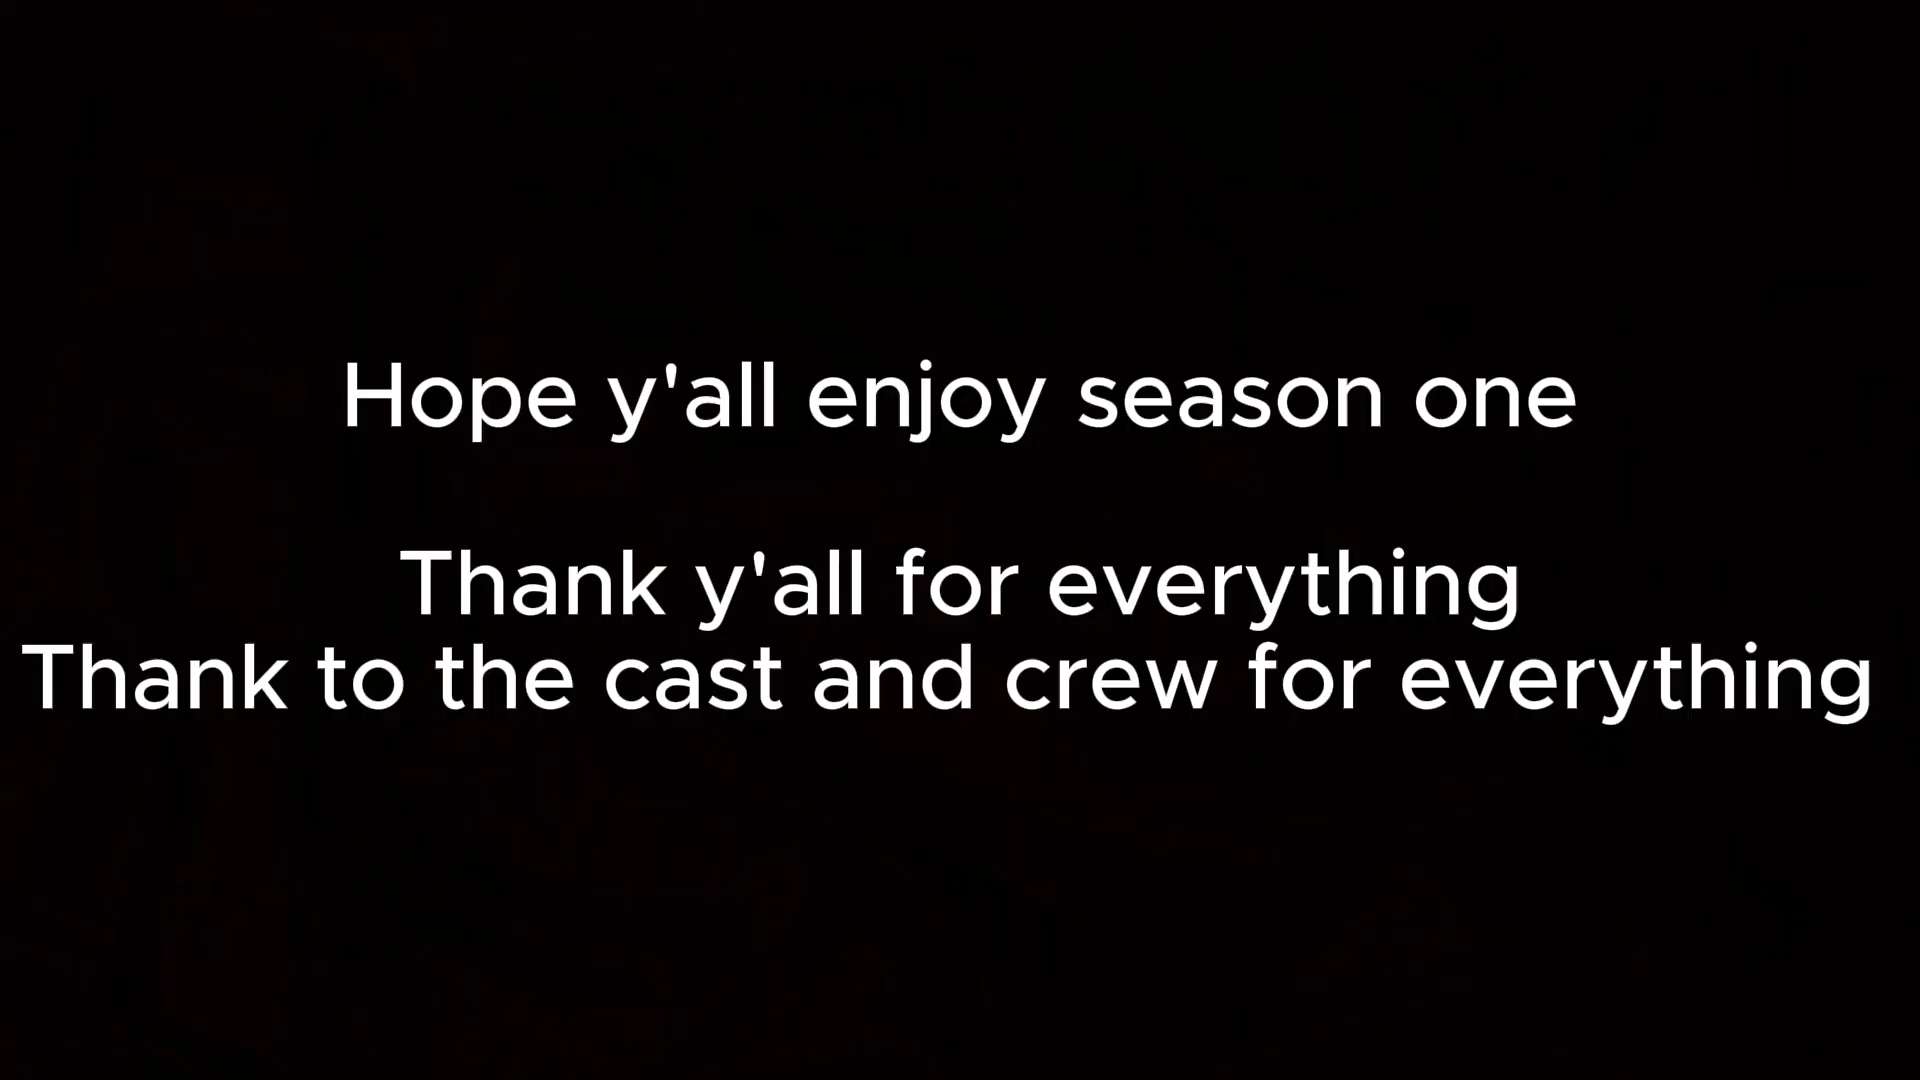 Hope y'all enjoy season one
Thank y'all for everything
Thank to the cast and crew for everything